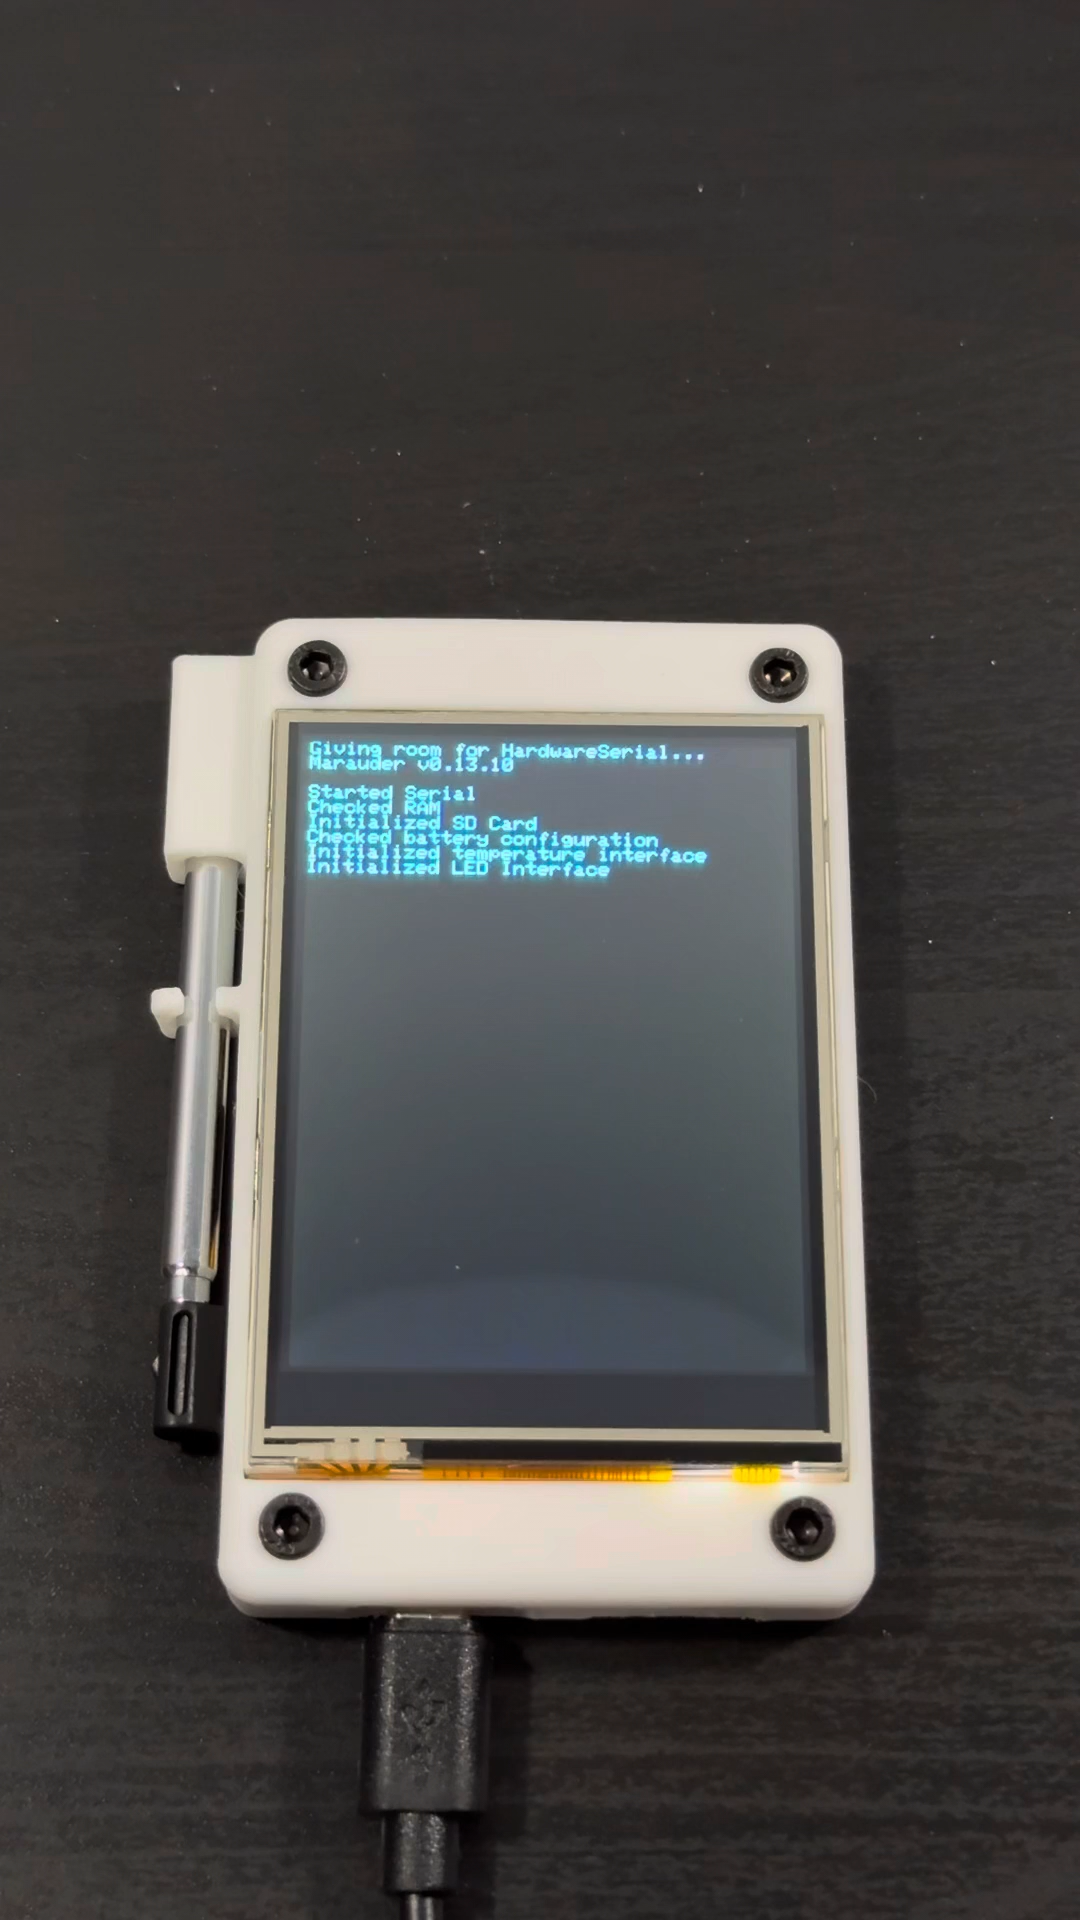 Giving room for HardwareSerial...
Marauder v0.13.10
Started Serial
Checked RAM
Initialized SD Card
Checked battery configuration
Initialized temperature interface
Initialized LED Interface